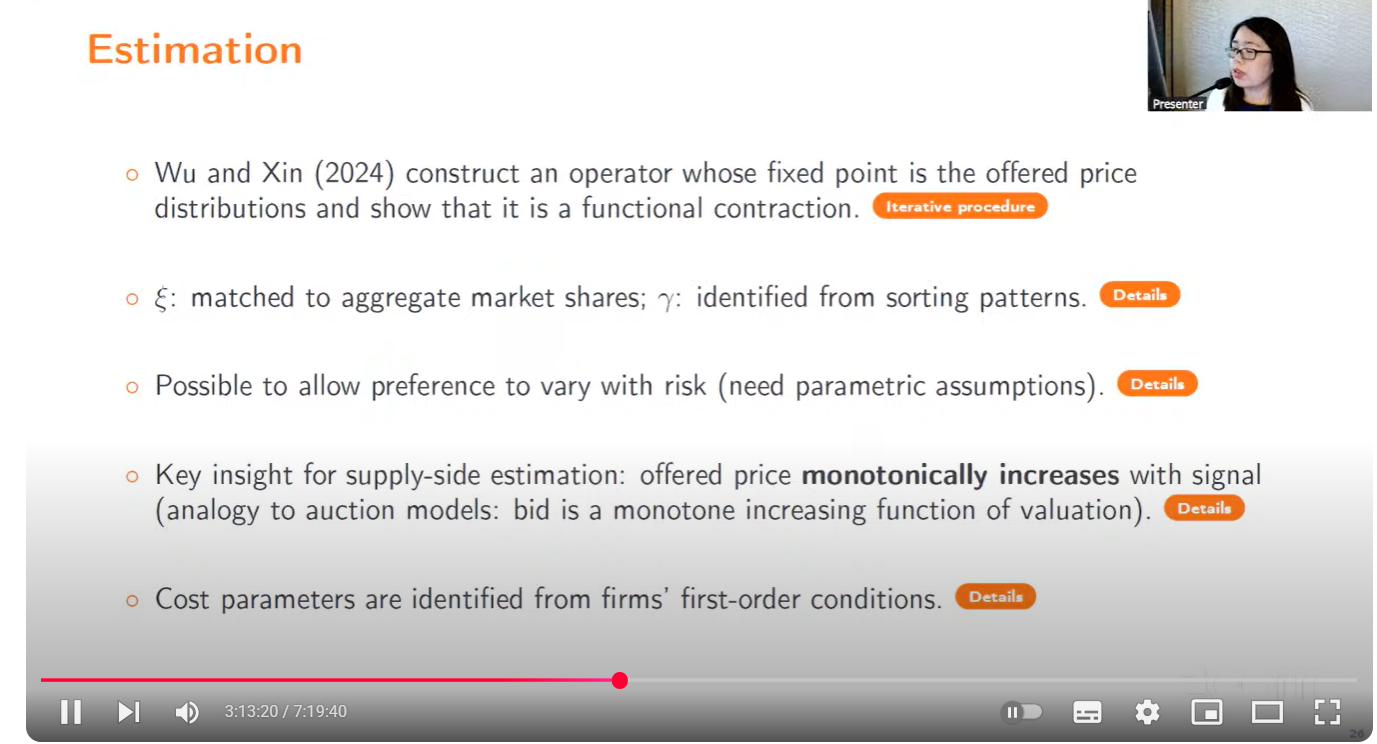 Estimation
Presenter
○ Wu and Xin (2024) construct an operator whose fixed point is the offered price
distributions and show that it is a functional contraction. Iterative procedure
○ ξ: matched to aggregate market shares; γ: identified from sorting patterns. Details
○ Possible to allow preference to vary with risk (need parametric assumptions). Details
○ Key insight for supply-side estimation: offered price monotonically increases with signal
(analogy to auction models: bid is a monotone increasing function of valuation). Details
○ Cost parameters are identified from firms' first-order conditions. Details
3:13:20 / 7:19:40